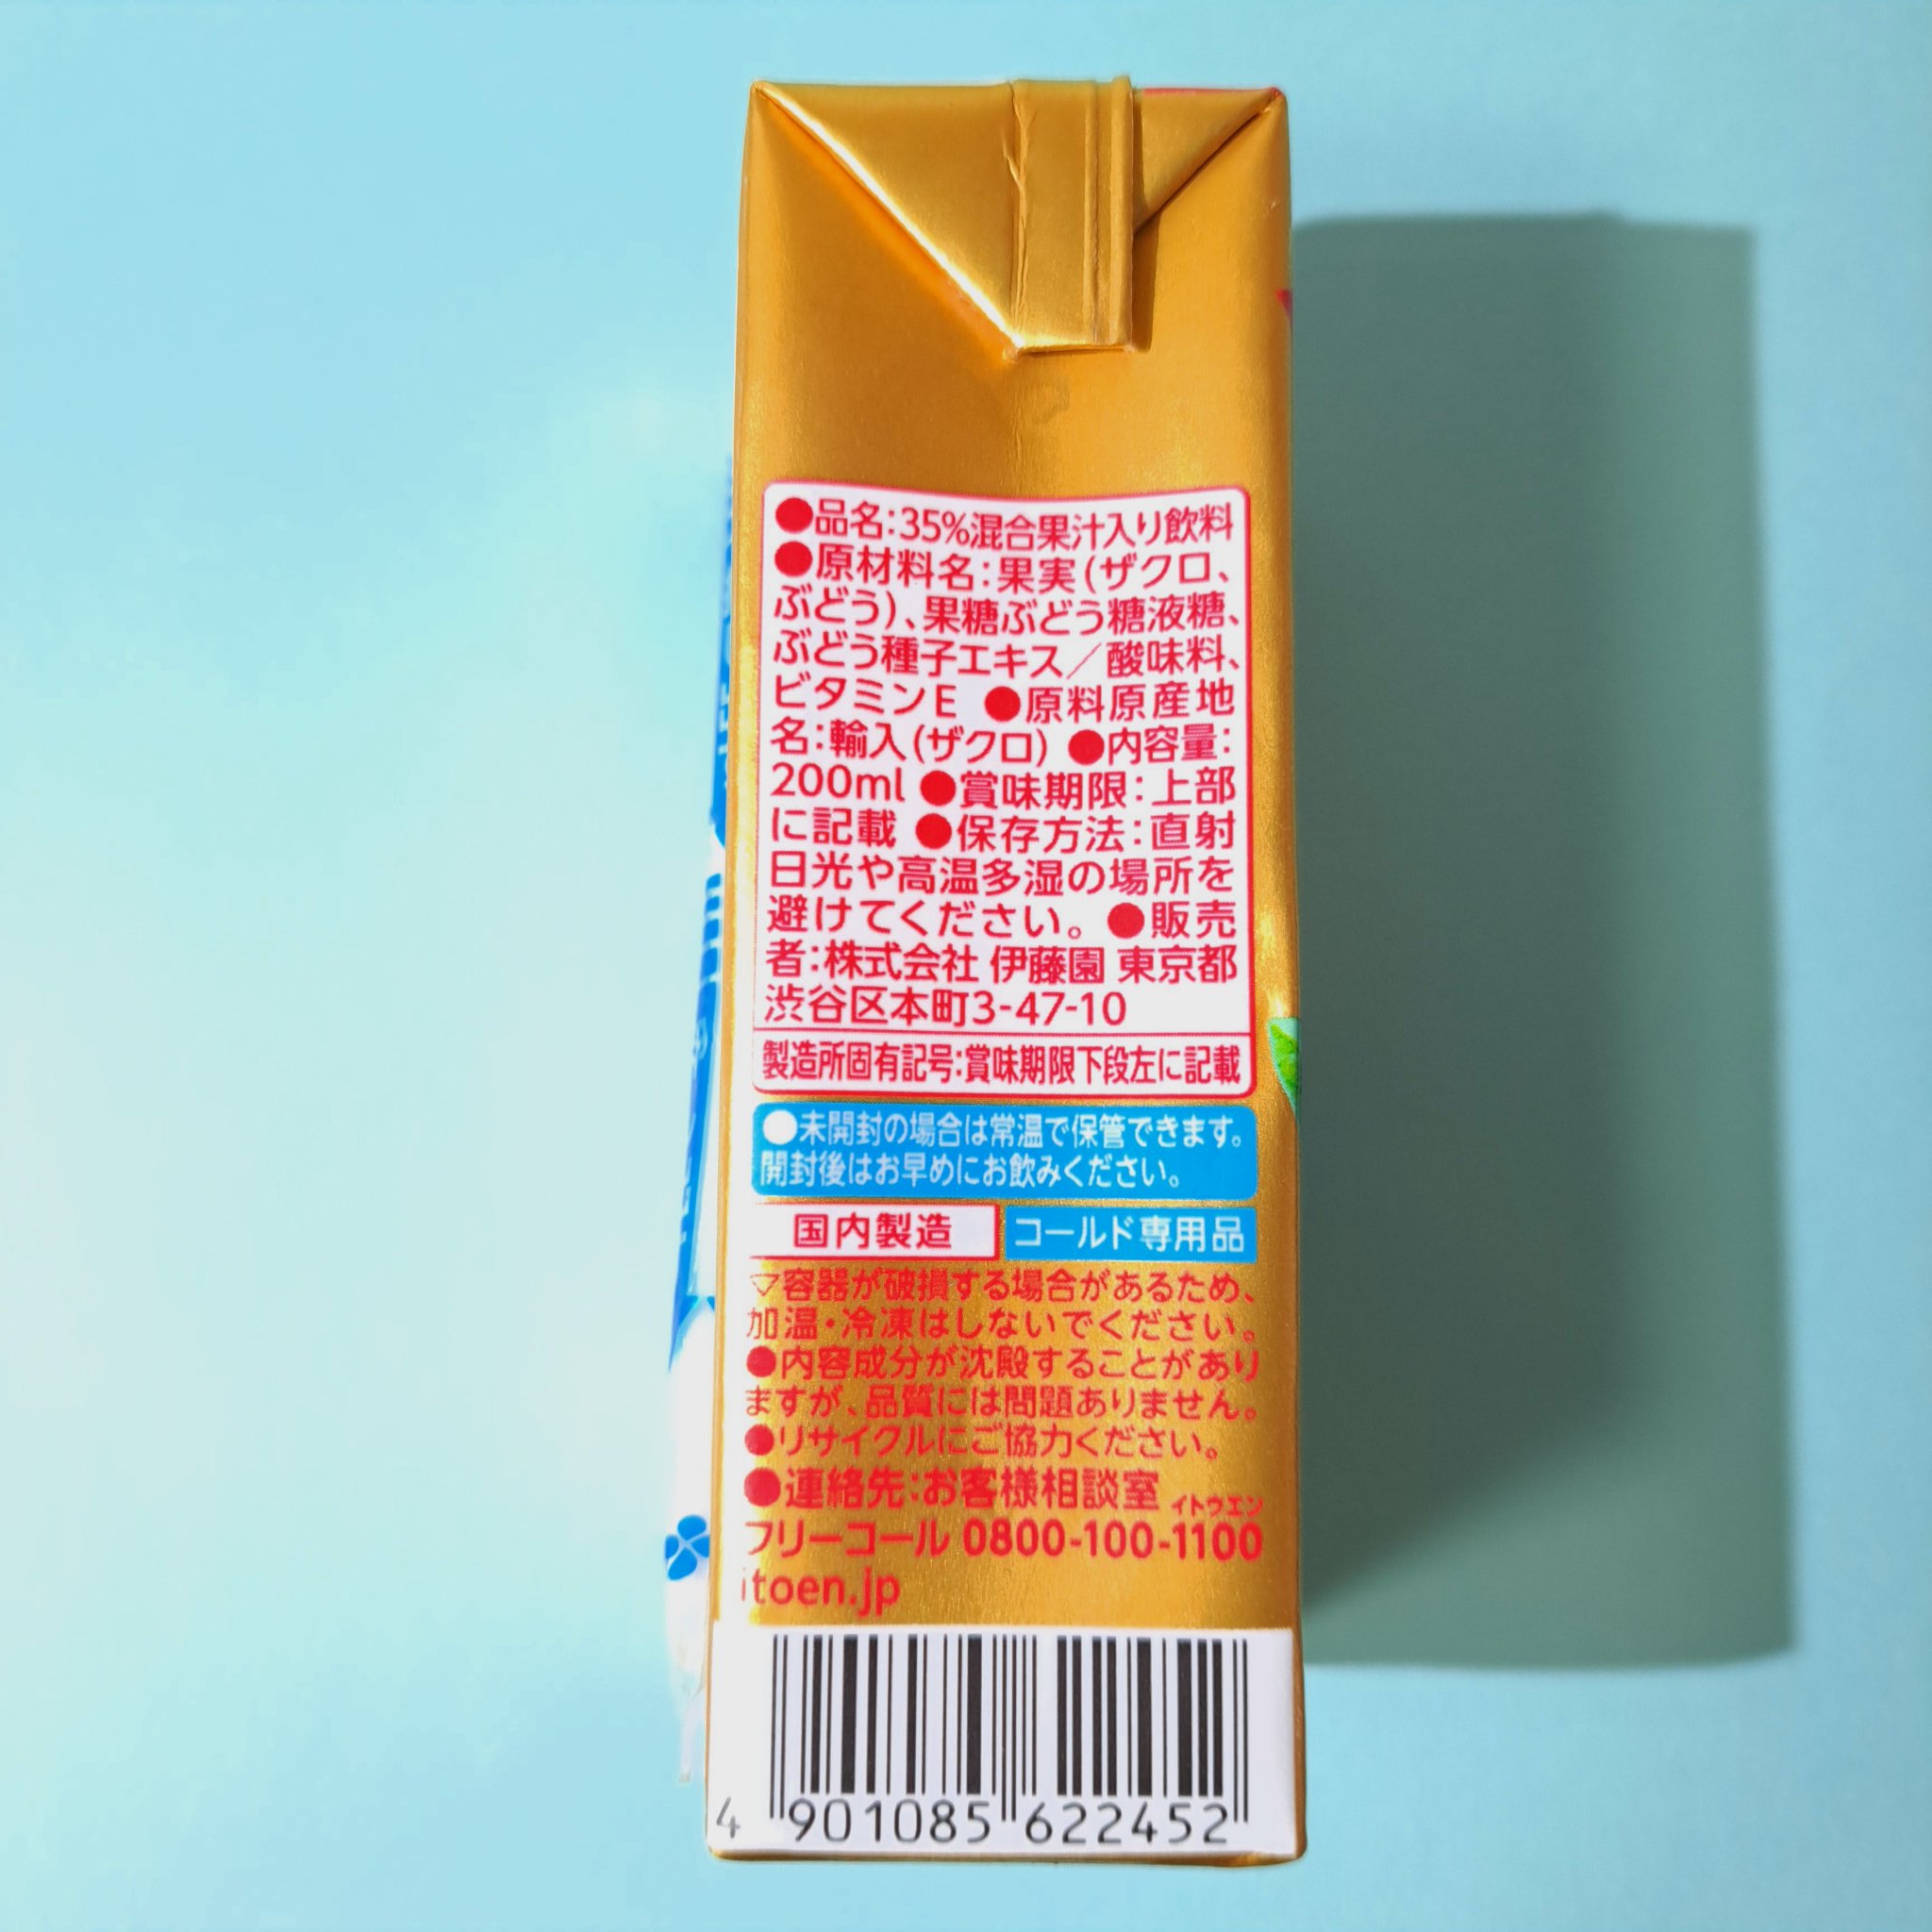 ●品名:35%混合果汁入り飲料
●原材料名:果実(ザクロ、
ぶどう)、果糖ぶどう糖液糖、
ぶどう種子エキス/酸味料、
ビタミンE ●原料原産地
名:輸入(ザクロ) ●内容量:
200ml ●賞味期限:上部
に記載 ●保存方法:直射
日光や高温多湿の場所を
避けてください。 ●販売
者:株式会社 伊藤園 東京都
渋谷区本町3-47-10
製造所固有記号:賞味期限下段左に記載
●未開封の場合は常温で保管できます。
開封後はお早めにお飲みください。
国内製造 コールド専用品
▽容器が破損する場合があるため、
加温・冷凍はしないでください。
●内容成分が沈殿することがあり
ますが、品質には問題ありません。
●リサイクルにご協力ください。
●連絡先:お客様相談室 イトウエン
フリーコール 0800-100-1100
itoen.jp
4 901085 622452